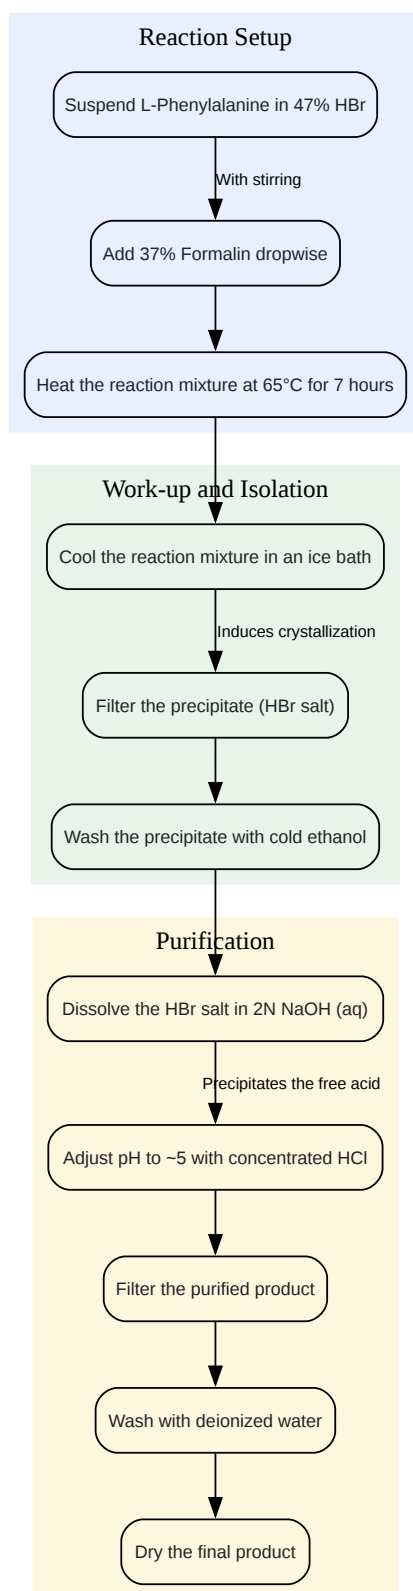 Reaction Setup
Suspend L-Phenylalanine in 47% HBr
With stirring
Add 37% Formalin dropwise
Heat the reaction mixture at 65°C for 7 hours
Work-up and Isolation
Cool the reaction mixture in an ice bath
Induces crystallization
Filter the precipitate (HBr salt)
Wash the precipitate with cold ethanol
Purification
Dissolve the HBr salt in 2N NaOH (aq)
Precipitates the free acid
Adjust pH to ~5 with concentrated HCl
Filter the purified product
Wash with deionized water
Dry the final product